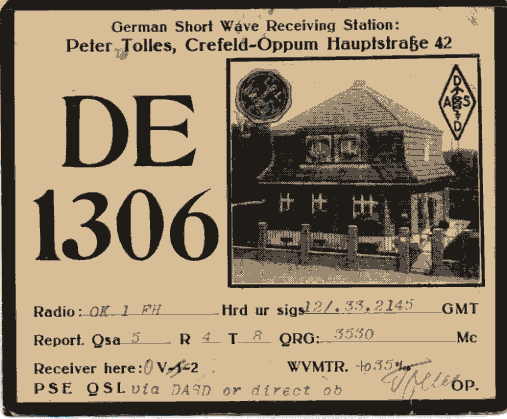 German Short Wave Receiving Station:
Peter Tolles, Crefeld-Oppum Hauptstraße 42
DE
1306
D
A S
D
Radio: OK 1 FH Hrd ur sigs 12/.33.2145 GMT
Report. Qsa 5 R 4 T 8 QRG: 3530 Mc
Receiver here: 0 V-1-2 WVMTR.
PSE QSL via DASD or direct ob OP.